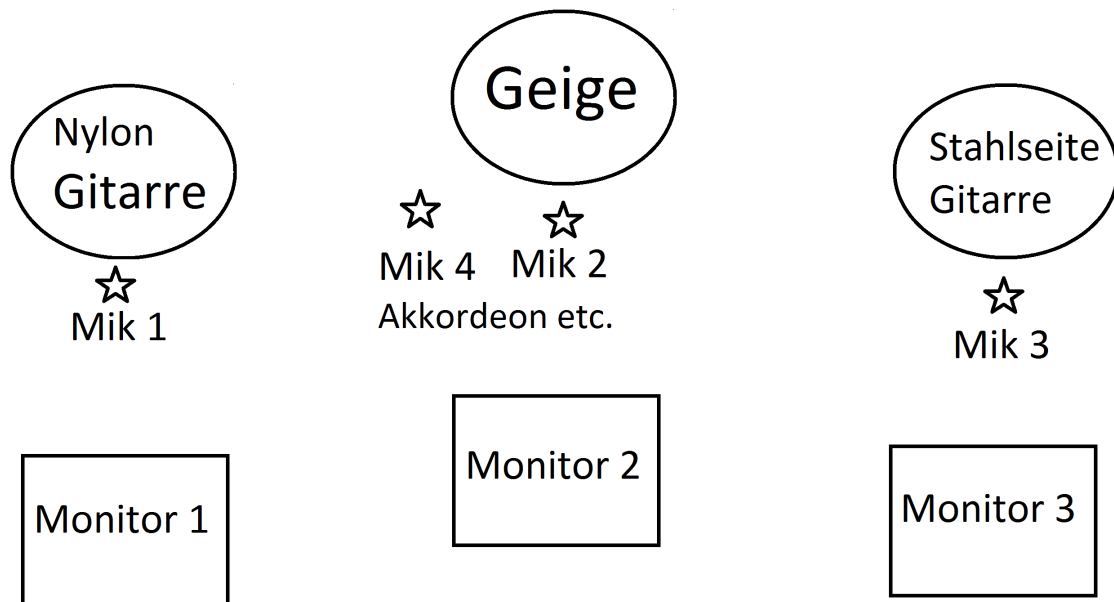 Nylon
Gitarre
Geige
Stahlseite
Gitarre
Mik 1
Mik 4
Akkordeon etc.
Mik 2
Mik 3
Monitor 1
Monitor 2
Monitor 3